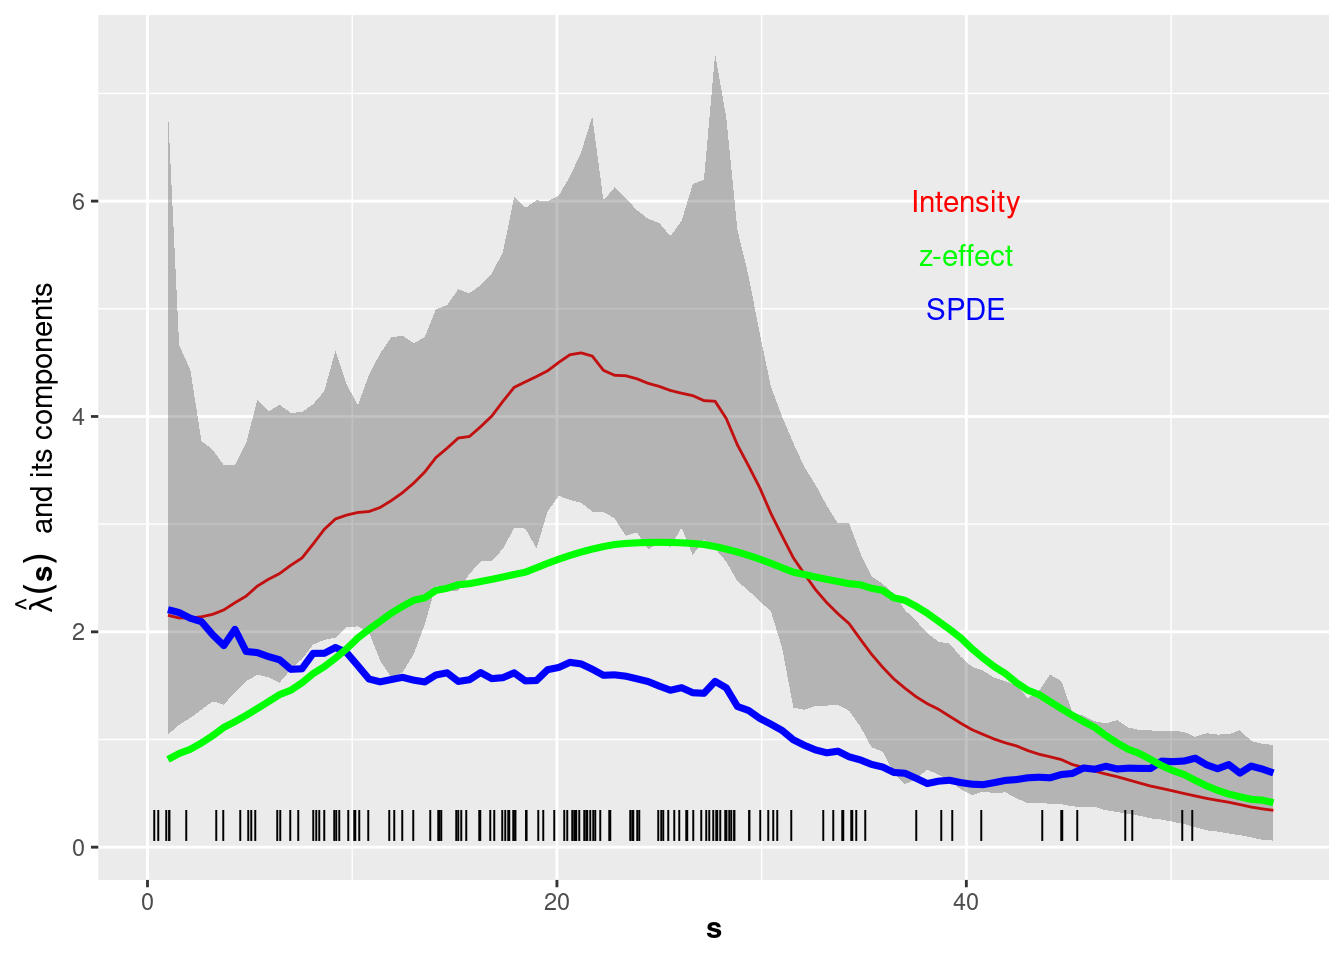 λ̂(s) and its components
6
4
2
0
Intensity
z-effect
SPDE
0 20 40
s